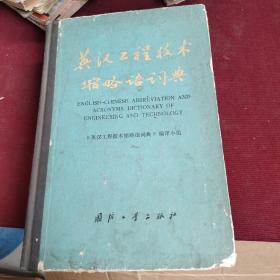 英汉工程技术
缩略语词典
ENGLISH-CHINESE ABBREVIATION AND
ACRONYMS DICTIONARY OF
ENGINEERING AND TECHNOLOGY
《英汉工程技术缩略语词典》编译小组
国防工业出版社